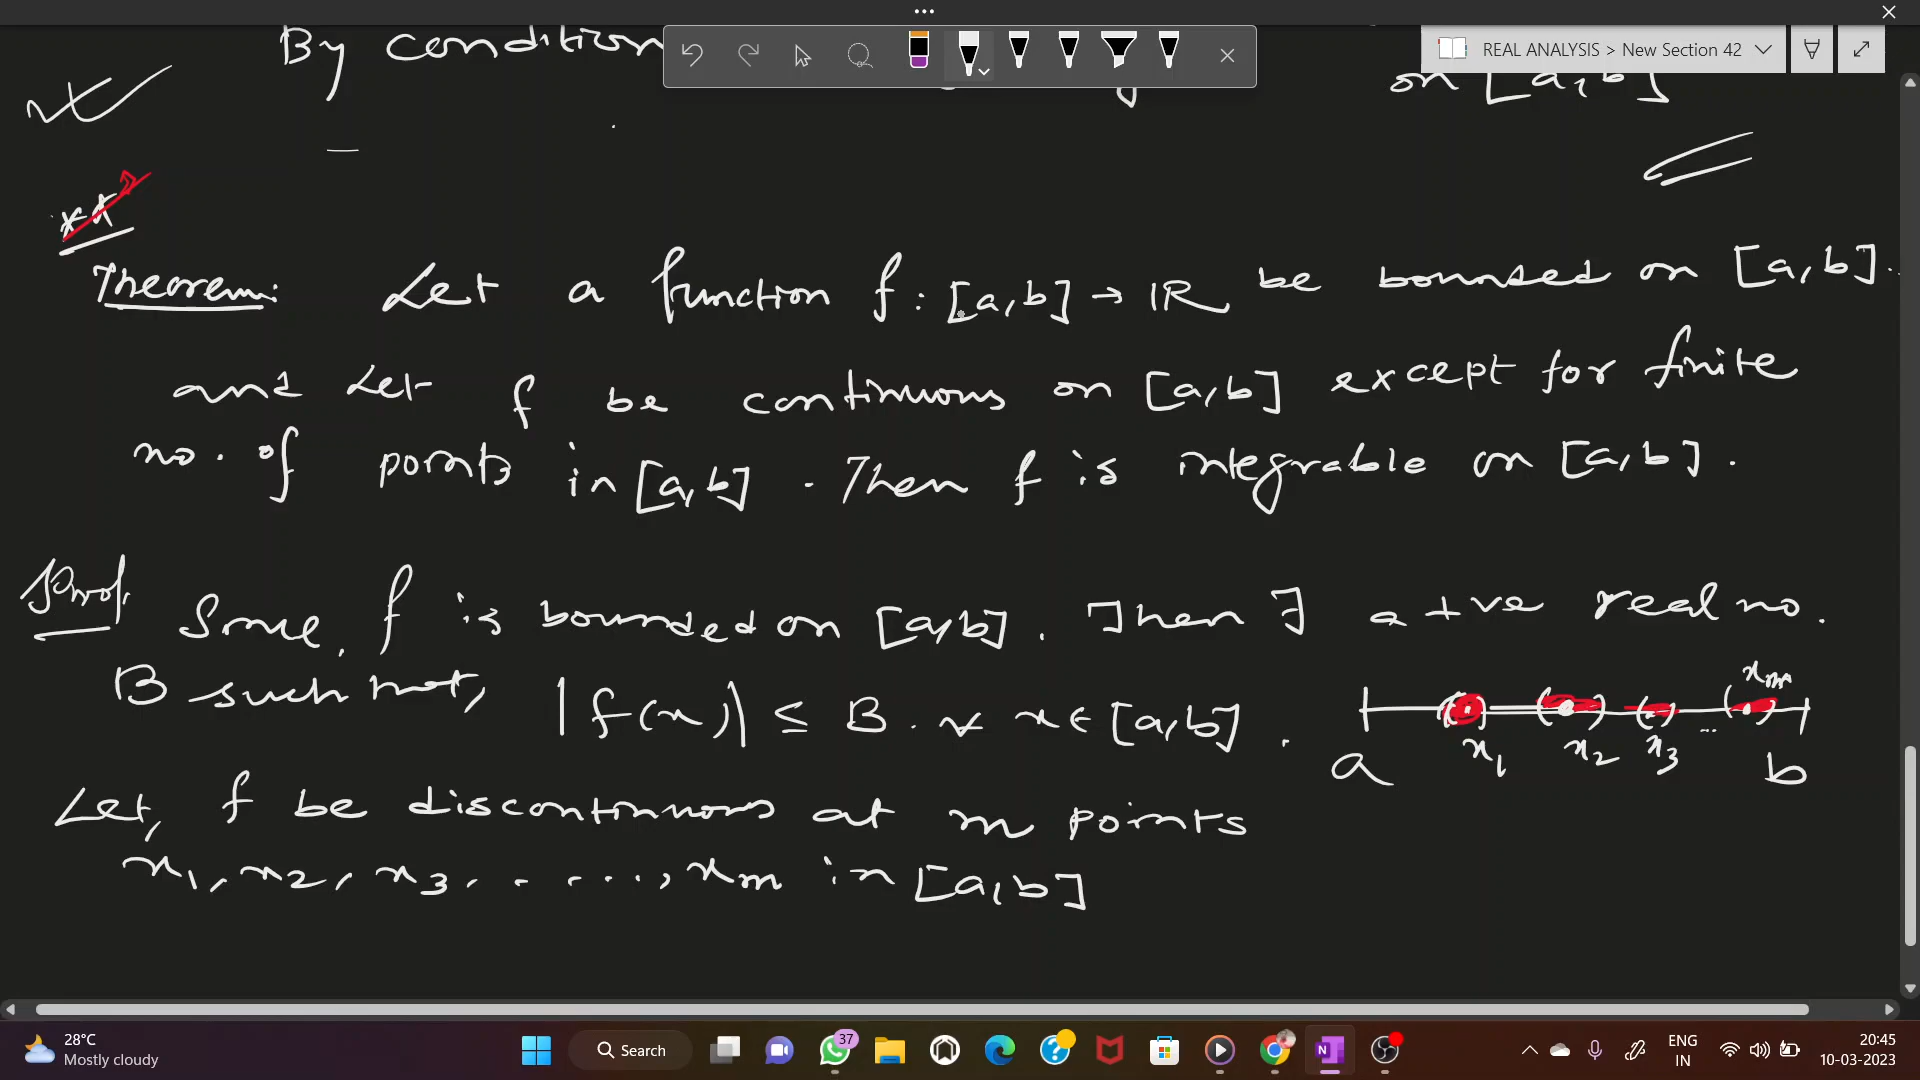 REAL ANALYSIS > New Section 42
By condition
on [a, b]
**
Theorem: Let a function f : [a, b] → IR be bounded on [a, b].
and let f be continuous on [a, b] except for finite
no. of points in [a, b]. Then f is integrable on [a, b].
Proof. Since, f is bounded on [a, b]. Then ∃ a +ve real no.
B such that, |f(x)| ≤ B. ∀ x ∈ [a, b].
a x1 x2 x3 ... xm b
Let, f be discontinuous at m points
x1, x2, x3, ......, xm in [a, b]
28°C
Mostly cloudy
Search
37
ENG
IN
20:45
10-03-2023